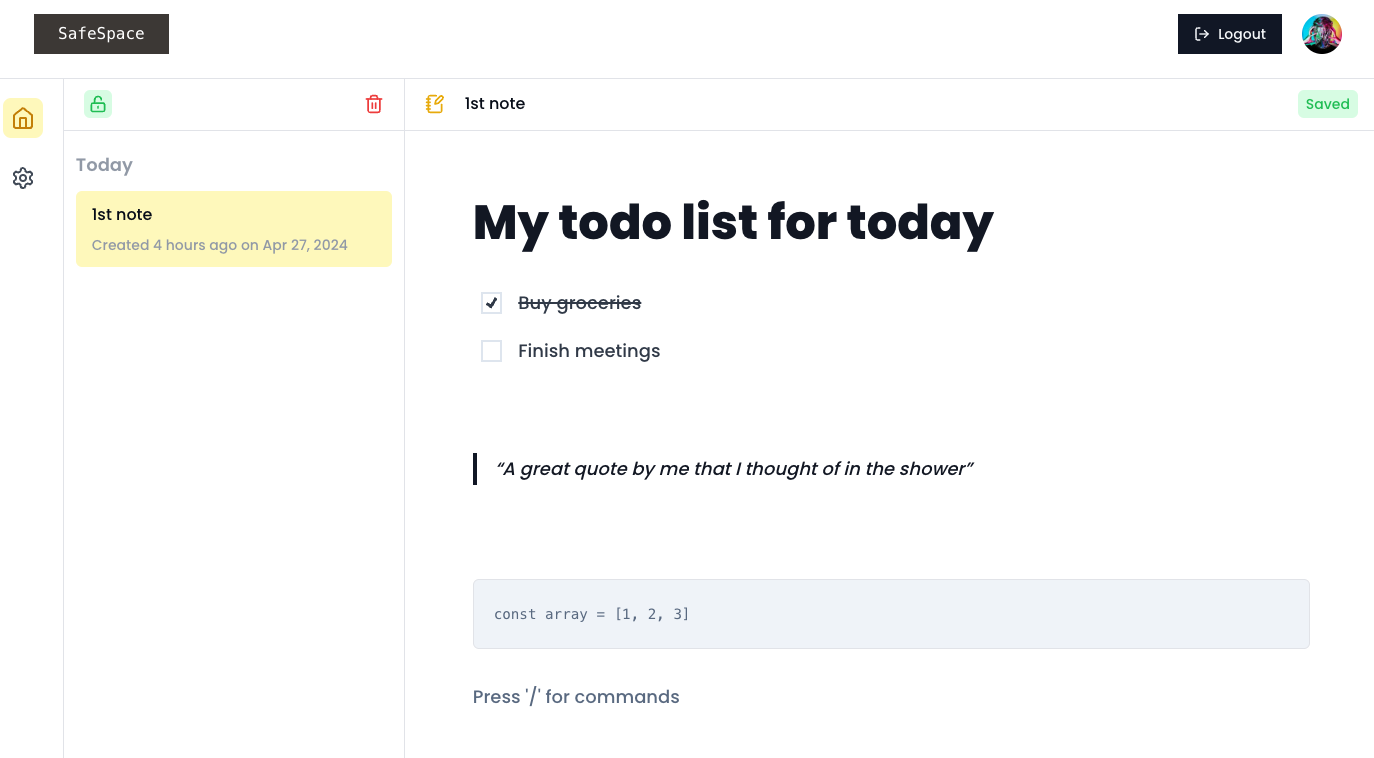 SafeSpace
Logout
1st note
Saved
Today
1st note
Created 4 hours ago on Apr 27, 2024
My todo list for today
Buy groceries
Finish meetings
“A great quote by me that I thought of in the shower”
const array = [1, 2, 3]
Press '/' for commands